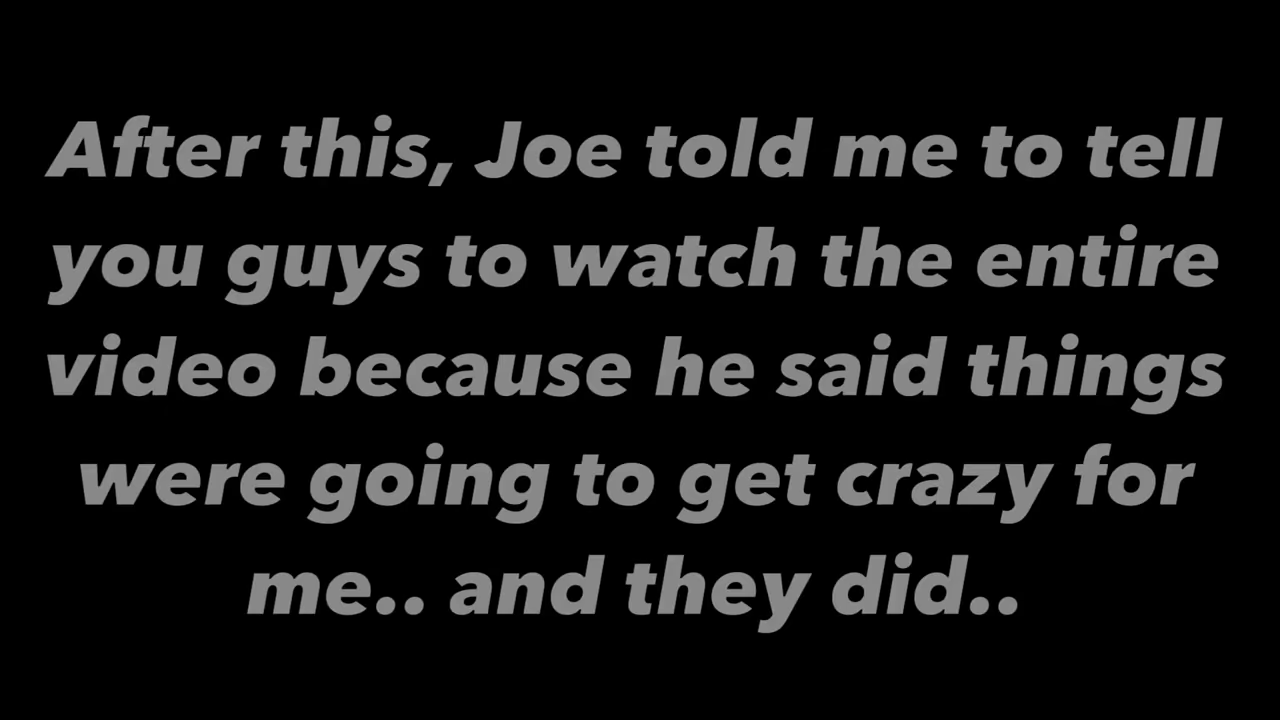 After this, Joe told me to tell
you guys to watch the entire
video because he said things
were going to get crazy for
me.. and they did..